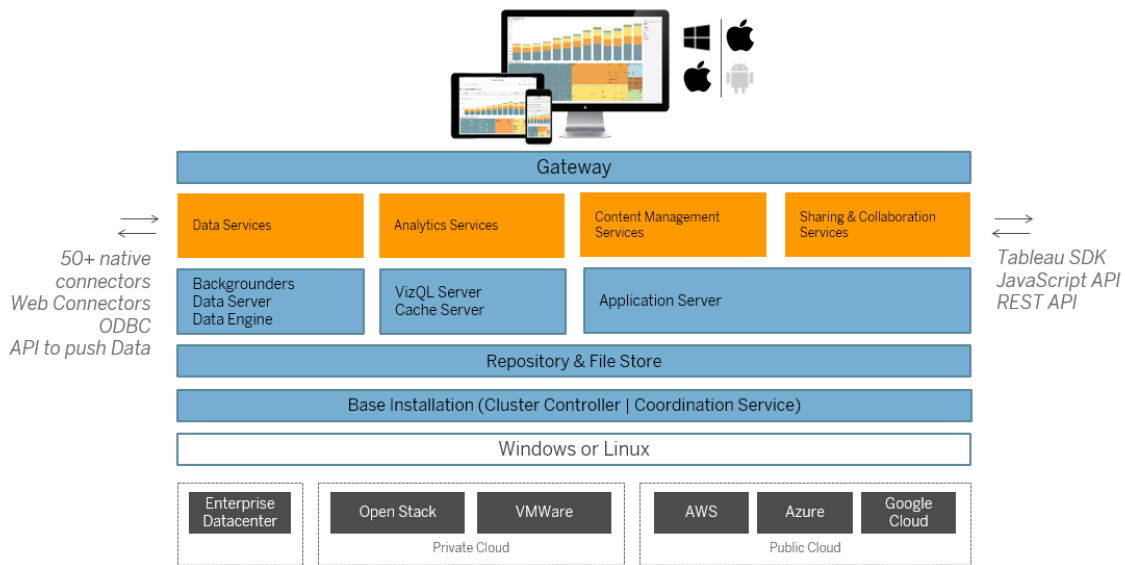 Gateway
Data Services
Analytics Services
Content Management
Services
Sharing & Collaboration
Services
50+ native
connectors
Web Connectors
ODBC
API to push Data
Backgrounders
Data Server
Data Engine
VizQL Server
Cache Server
Application Server
Tableau SDK
JavaScript API
REST API
Repository & File Store
Base Installation (Cluster Controller | Coordination Service)
Windows or Linux
Enterprise
Datacenter
Open Stack
VMWare
Private Cloud
AWS
Azure
Google
Cloud
Public Cloud